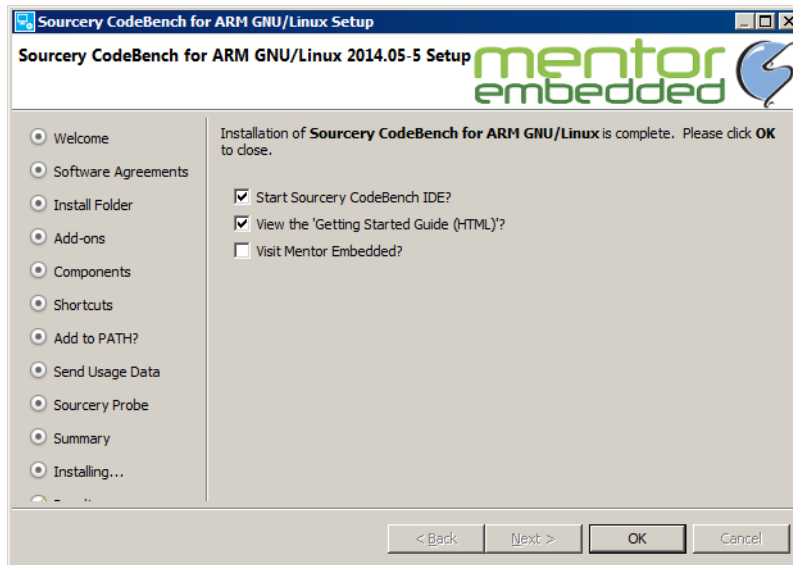 Sourcery CodeBench for ARM GNU/Linux Setup
Sourcery CodeBench for ARM GNU/Linux 2014.05-5 Setup
mentor
embedded
Welcome
Software Agreements
Install Folder
Add-ons
Components
Shortcuts
Add to PATH?
Send Usage Data
Sourcery Probe
Summary
Installing...
Installation of Sourcery CodeBench for ARM GNU/Linux is complete. Please click OK
to close.
Start Sourcery CodeBench IDE?
View the 'Getting Started Guide (HTML)'?
Visit Mentor Embedded?
< Back
Next >
OK
Cancel